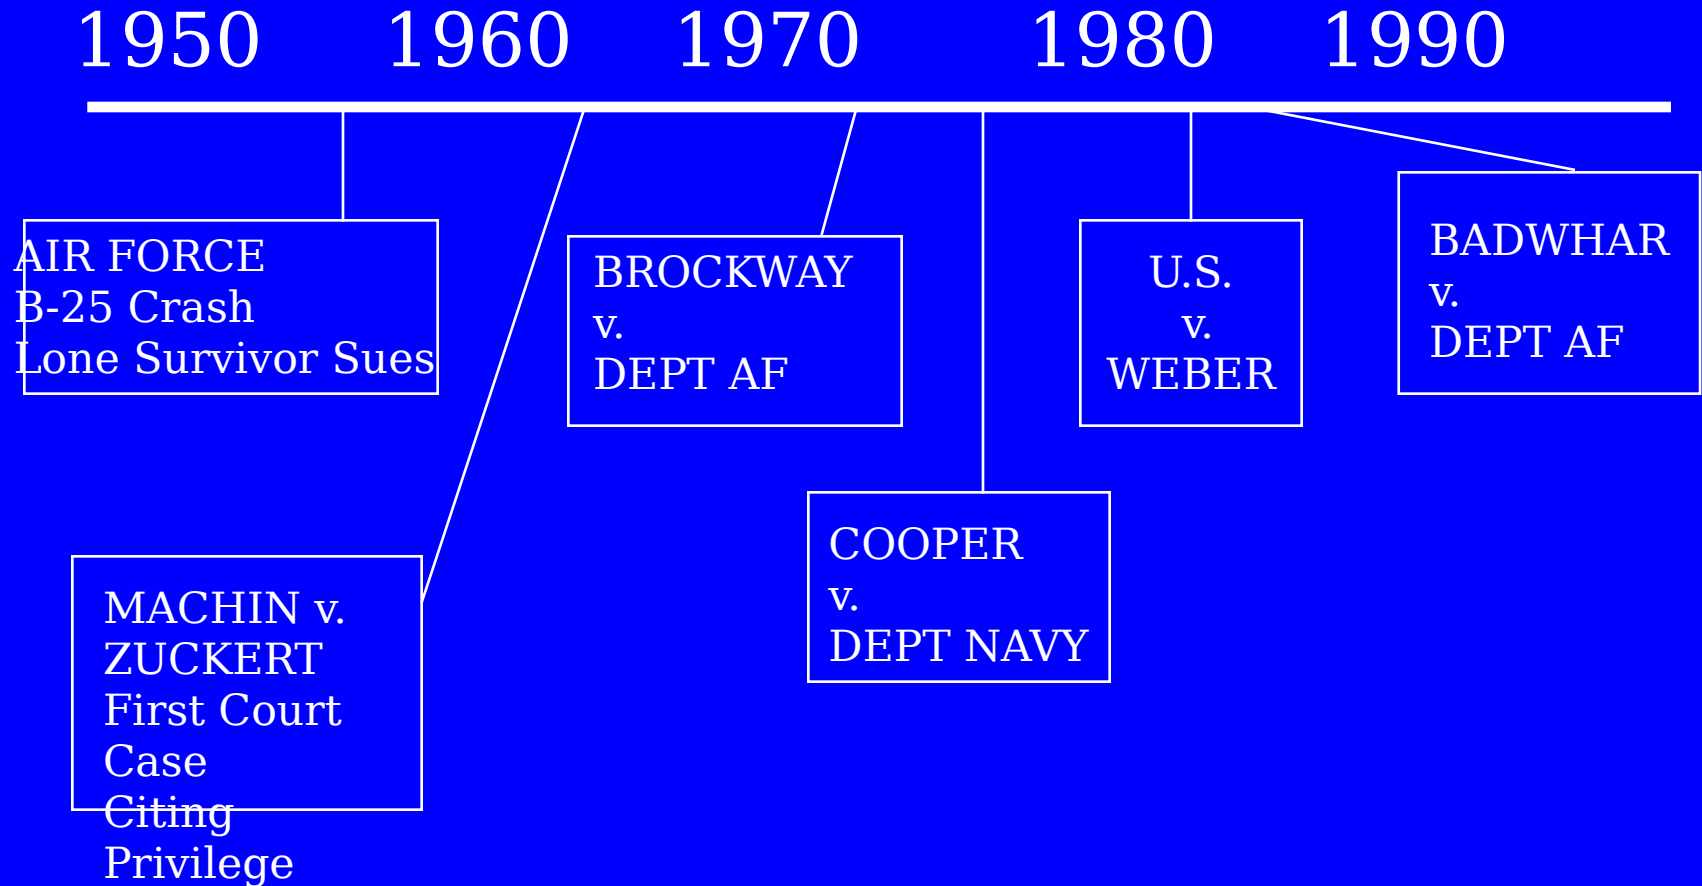 1950 1960 1970 1980 1990
AIR FORCE
B-25 Crash
Lone Survivor Sues
MACHIN v.
ZUCKERT
First Court
Case
Citing
Privilege
BROCKWAY
v.
DEPT AF
COOPER
v.
DEPT NAVY
U.S.
v.
WEBER
BADWHAR
v.
DEPT AF